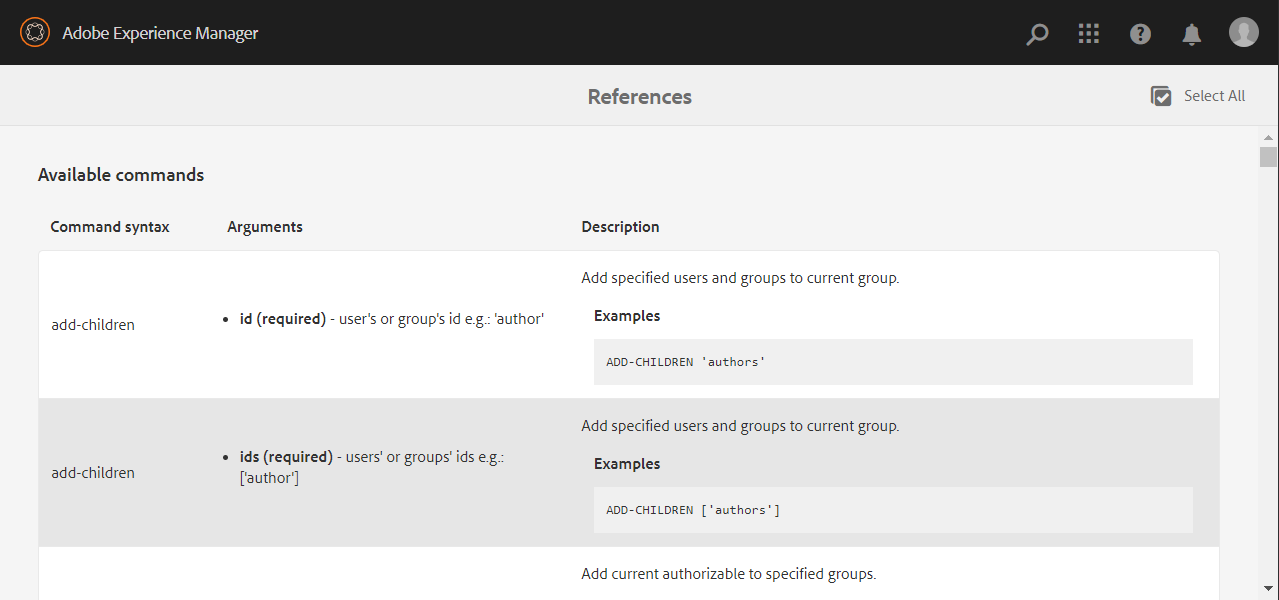 Adobe Experience Manager
References
Select All
Available commands
Command syntax Arguments Description
Add specified users and groups to current group.
add-children
• id (required) - user's or group's id e.g.: 'author'
Examples
ADD-CHILDREN 'authors'
Add specified users and groups to current group.
add-children
• ids (required) - users' or groups' ids e.g.:
['author']
Examples
ADD-CHILDREN ['authors']
Add current authorizable to specified groups.